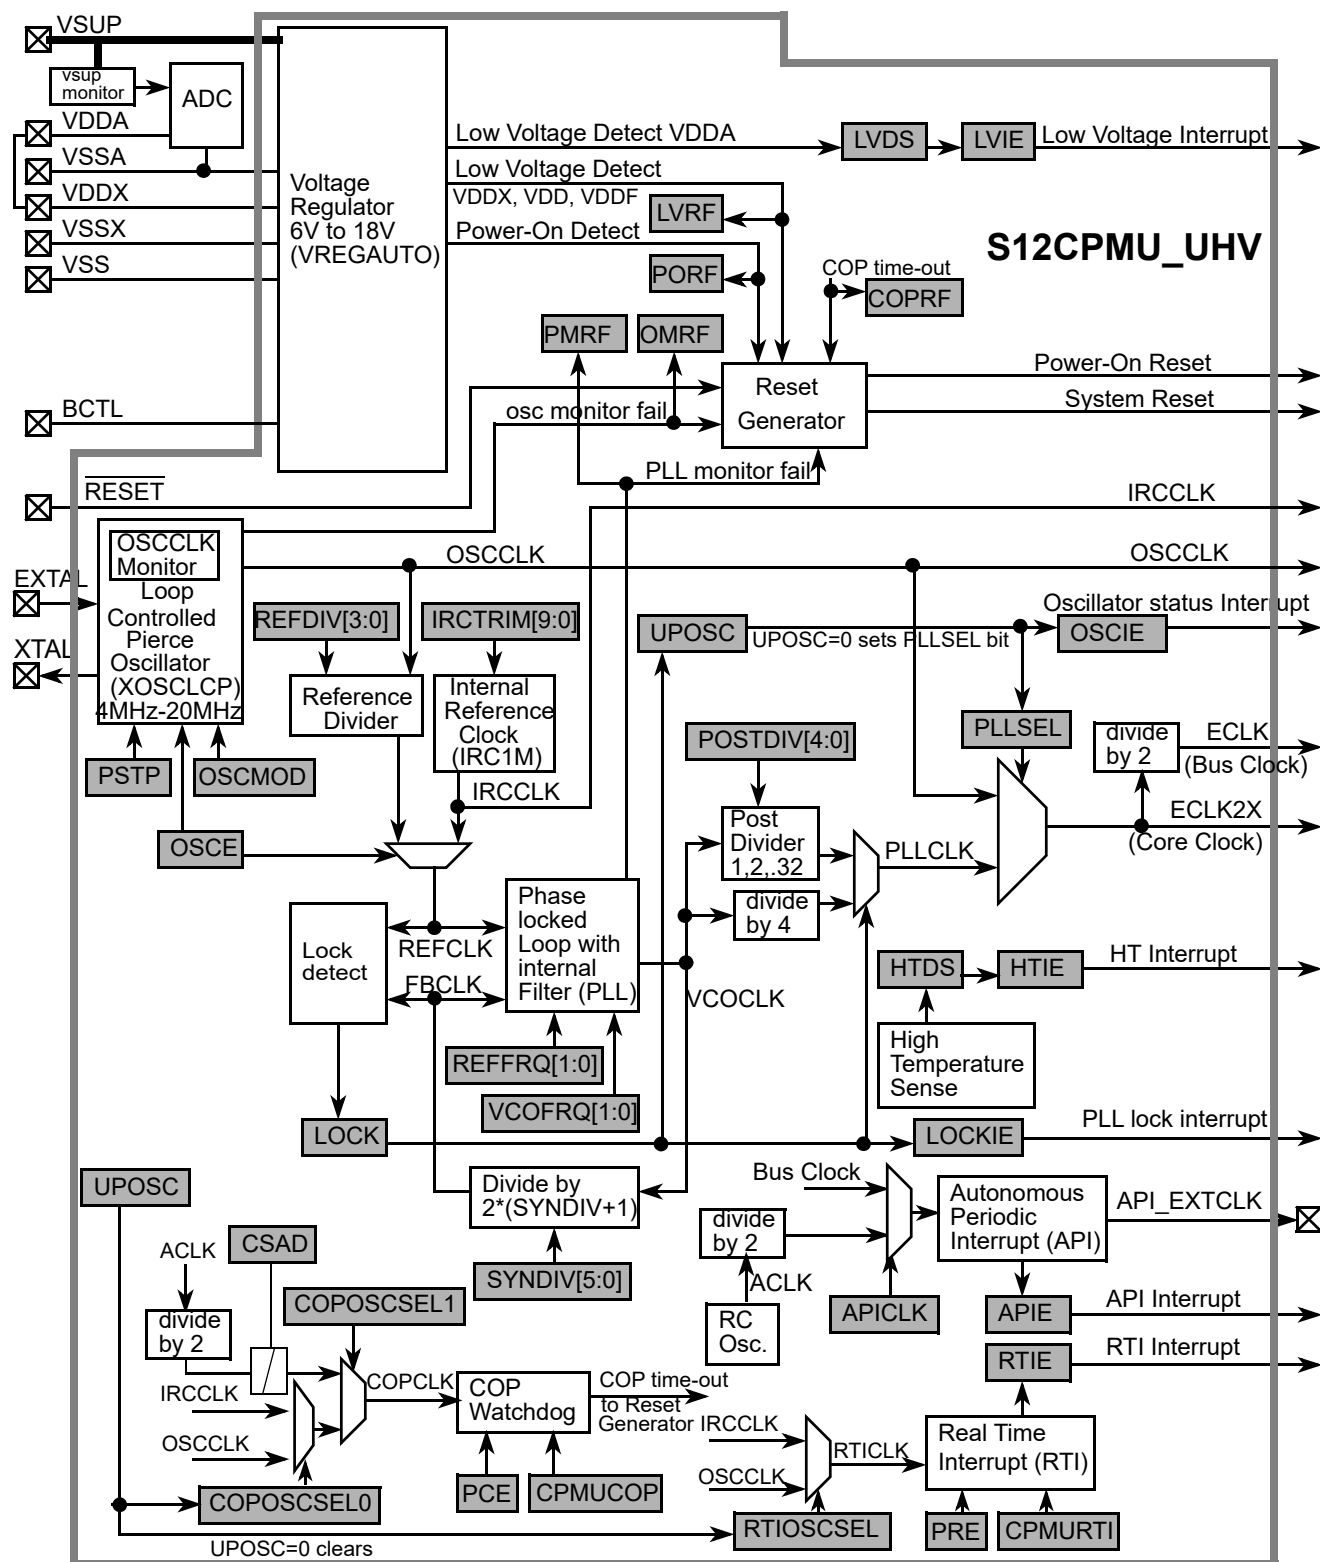 VSUP
vsup
monitor
ADC
VDDA
VSSA
VDDX
VSSX
VSS
BCTL
RESET
EXTAL
XTAL
Voltage
Regulator
6V to 18V
(VREGAUTO)
Low Voltage Detect VDDA
LVDS
LVIE
Low Voltage Interrupt
Low Voltage Detect
VDDX, VDD, VDDF
LVRF
Power-On Detect
PORF
S12CPMU_UHV
COP time-out
COPRF
PMRF
OMRF
Reset
Generator
Power-On Reset
System Reset
osc monitor fail
PLL monitor fail
IRCCLK
OSCCLK
Monitor
Loop
Controlled
Pierce
Oscillator
(XOSCLCP)
4MHz-20MHz
OSCCLK
OSCCLK
REFDIV[3:0]
IRCTRIM[9:0]
UPOSC
UPOSC=0 sets PLLSEL bit
Oscillator status Interrupt
OSCIE
Reference
Divider
Internal
Reference
Clock
(IRC1M)
PSTP
OSCMOD
IRCCLK
POSTDIV[4:0]
PLLSEL
divide
by 2
ECLK
(Bus Clock)
ECLK2X
(Core Clock)
OSCE
Post
Divider
1,2,.32
PLLCLK
divide
by 4
Lock
detect
REFCLK
FBCLK
Phase
locked
Loop with
internal
Filter (PLL)
VCOCLK
HTDS
HTIE
HT Interrupt
High
Temperature
Sense
REFFRQ[1:0]
VCOFRQ[1:0]
LOCK
LOCKIE
PLL lock interrupt
UPOSC
Divide by
2*(SYNDIV+1)
Bus Clock
Autonomous
Periodic
Interrupt (API)
API_EXTCLK
divide
by 2
ACLK
CSAD
ACLK
SYNDIV[5:0]
COPOSCSEL1
RC
Osc.
APICLK
APIE
API Interrupt
RTIE
RTI Interrupt
divide
by 2
IRCCLK
OSCCLK
COPCLK
COP
Watchdog
COP time-out
to Reset
Generator
IRCCLK
OSCCLK
RTICLK
Real Time
Interrupt (RTI)
COPOSCSEL0
PCE
CPMUCOP
RTIOSCSEL
PRE
CPMURTI
UPOSC=0 clears